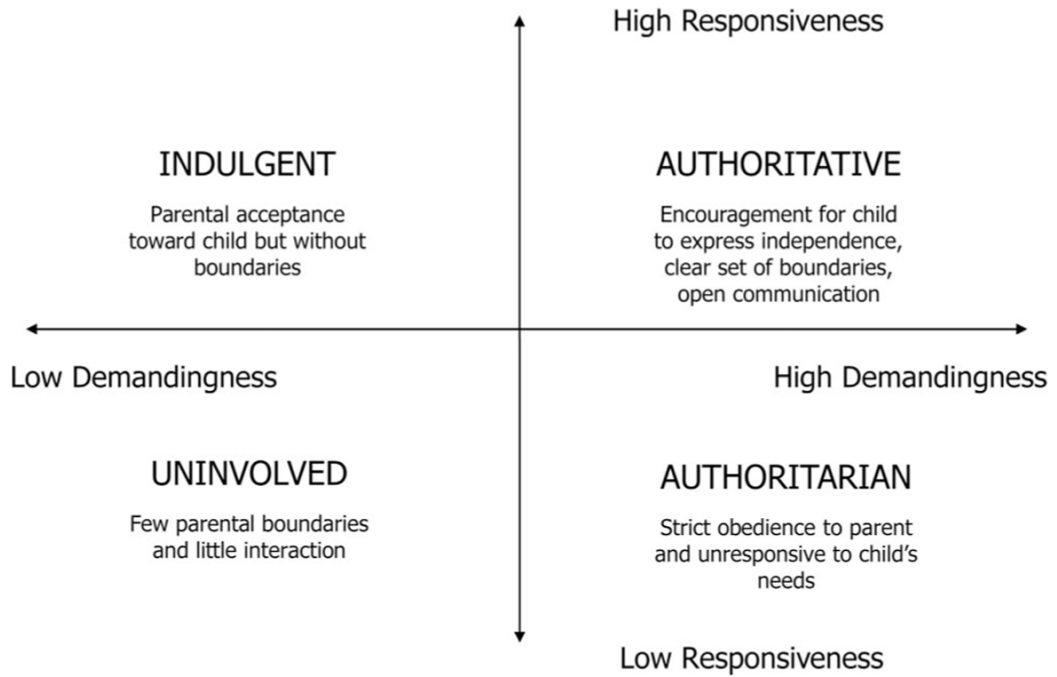 High Responsiveness
INDULGENT
Parental acceptance
toward child but without
boundaries
AUTHORITATIVE
Encouragement for child
to express independence,
clear set of boundaries,
open communication
Low Demandingness
High Demandingness
UNINVOLVED
Few parental boundaries
and little interaction
AUTHORITARIAN
Strict obedience to parent
and unresponsive to child’s
needs
Low Responsiveness